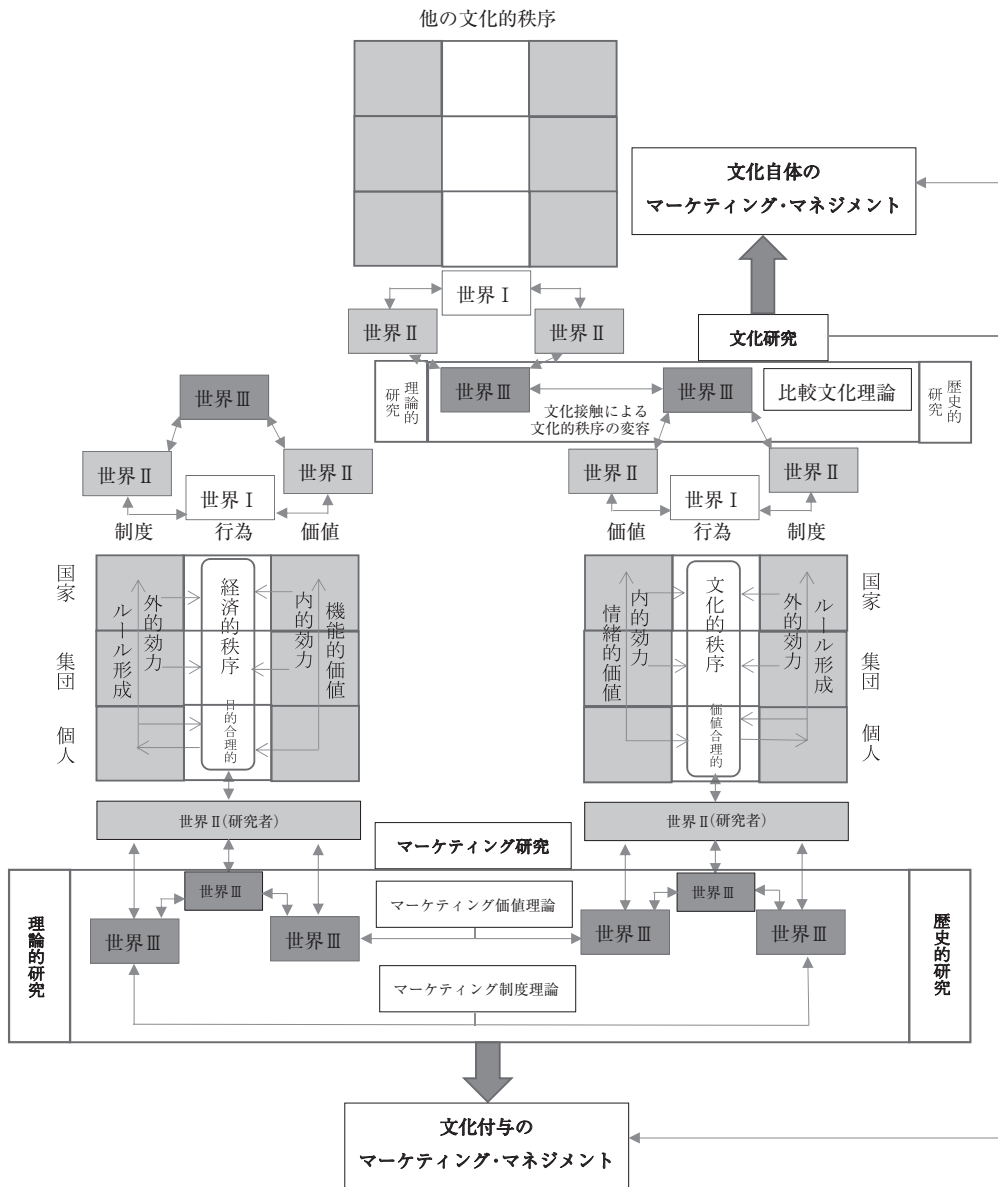 他の文化的秩序
文化自体の
マーケティング・マネジメント
世界Ⅰ
世界Ⅱ
世界Ⅱ
文化研究
理論的
研究
世界Ⅲ
世界Ⅲ
比較文化理論
歴史的
研究
文化接触による
文化的秩序の変容
世界Ⅲ
世界Ⅱ
世界Ⅱ
世界Ⅰ
制度
行為
価値
世界Ⅱ
世界Ⅱ
世界Ⅰ
価値
行為
制度
国家
集団
個人
ルール形成
外的効力
経済的秩序
目的合理的
内的効力
機能的価値
情緒的価値
内的効力
文化的秩序
価値合理的
外的効力
ルール形成
国家
集団
個人
世界Ⅱ(研究者)
世界Ⅱ(研究者)
マーケティング研究
理論的研究
世界Ⅲ
世界Ⅲ
世界Ⅲ
マーケティング価値理論
世界Ⅲ
世界Ⅲ
世界Ⅲ
マーケティング制度理論
歴史的研究
文化付与の
マーケティング・マネジメント